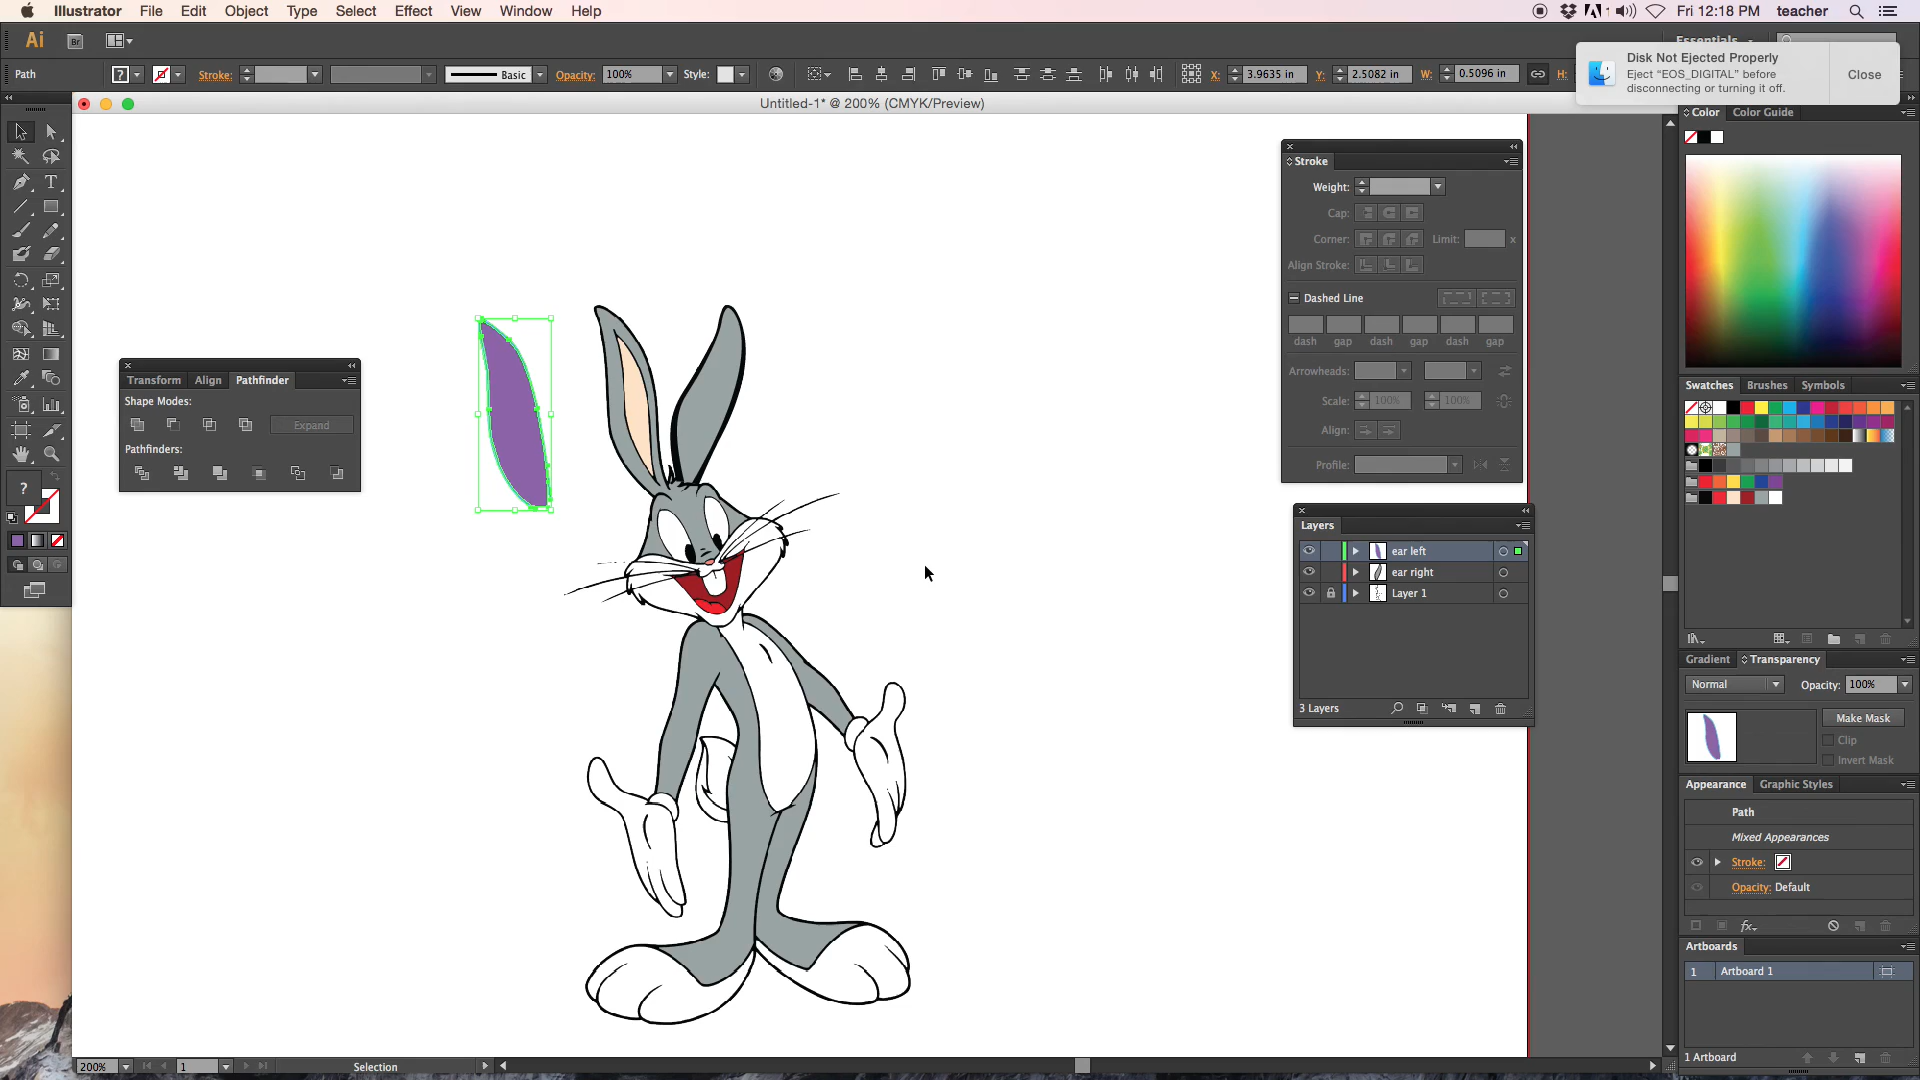 Illustrator File Edit Object Type Select Effect View Window Help
Fri 12:18 PM teacher
Ai Br
Essentials
Disk Not Ejected Properly
Eject “EOS_DIGITAL” before
disconnecting or turning it off.
Close
Path
?
Stroke:
Basic
Opacity: 100%
Style:
X: 3.9635 in
Y: 2.5082 in
W: 0.5096 in
H:
Untitled-1* @ 200% (CMYK/Preview)
T
?
Transform Align Pathfinder
Shape Modes:
Expand
Pathfinders:
Stroke
Weight:
Cap:
Corner:
Limit:
x
Align Stroke:
Dashed Line
dash gap dash gap dash gap
Arrowheads:
Scale: 100% 100%
Align:
Profile:
Layers
ear left
ear right
Layer 1
3 Layers
Color Color Guide
Swatches Brushes Symbols
Gradient Transparency
Normal
Opacity: 100%
Make Mask
Clip
Invert Mask
Appearance Graphic Styles
Path
Mixed Appearances
Stroke:
Opacity: Default
fx
Artboards
1 Artboard 1
1 Artboard
200%
1
Selection